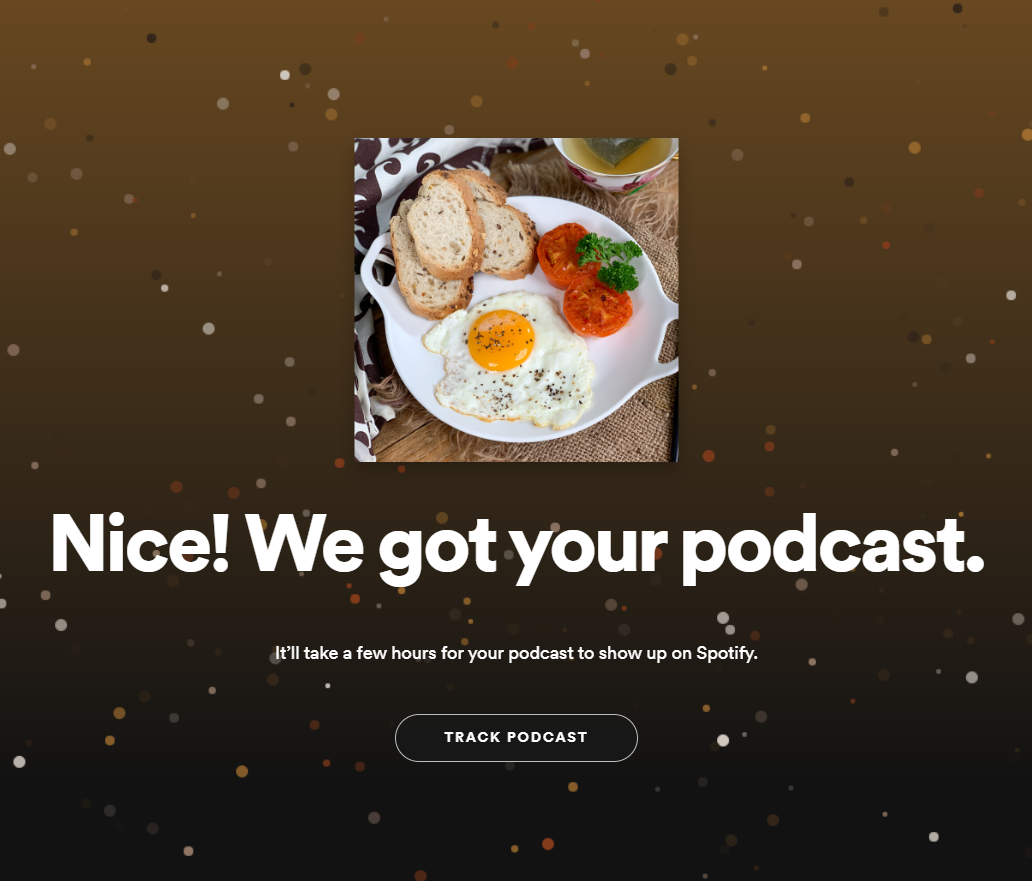 Nice! We got your podcast.
It’ll take a few hours for your podcast to show up on Spotify.
TRACK PODCAST